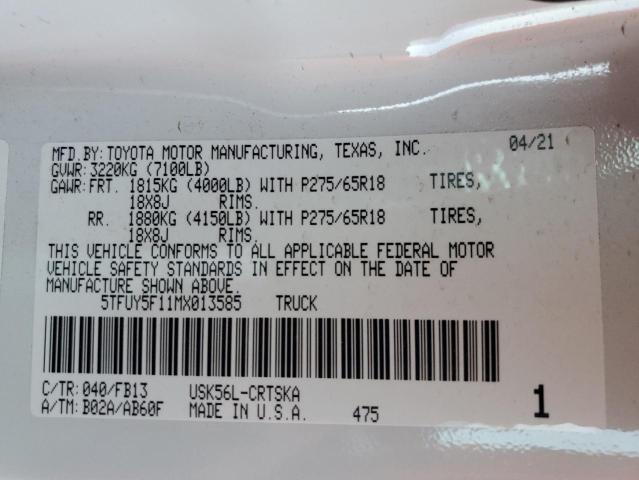 MFD.BY:TOYOTA MOTOR MANUFACTURING, TEXAS, INC. 04/21
GVWR:3220KG (7100LB)
GAWR:FRT. 1815KG (4000LB) WITH P275/65R18 TIRES,
18X8J RIMS.
RR. 1880KG (4150LB) WITH P275/65R18 TIRES,
18X8J RIMS.
THIS VEHICLE CONFORMS TO ALL APPLICABLE FEDERAL MOTOR
VEHICLE SAFETY STANDARDS IN EFFECT ON THE DATE OF
MANUFACTURE SHOWN ABOVE.
5TFUY5F11MX013585 TRUCK
C/TR:040/FB13 USK56L-CRTSKA
A/TM:B02A/AB60F MADE IN U.S.A. 475 1